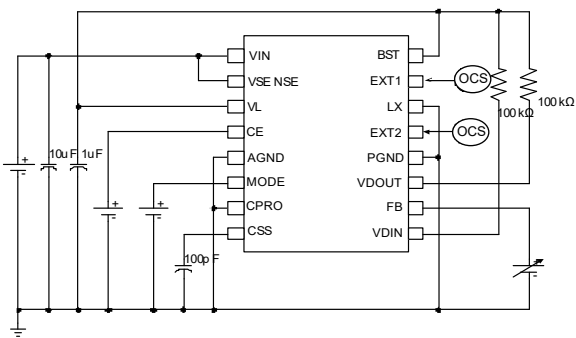 VIN
VSENSE
VL
CE
AGND
MODE
CPRO
CSS
BST
EXT1
LX
EXT2
PGND
VDOUT
FB
VDIN
OCS
OCS
100kΩ
100kΩ
10uF
1uF
100pF
+
+
+